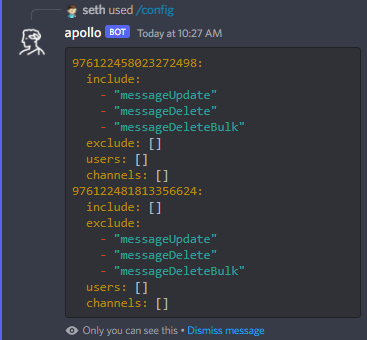 seth used /config
apollo BOT Today at 10:27 AM
976122458023272498:
  include:
    - "messageUpdate"
    - "messageDelete"
    - "messageDeleteBulk"
  exclude: []
  users: []
  channels: []
976122481813356624:
  include: []
  exclude:
    - "messageUpdate"
    - "messageDelete"
    - "messageDeleteBulk"
  users: []
  channels: []
Only you can see this • Dismiss message